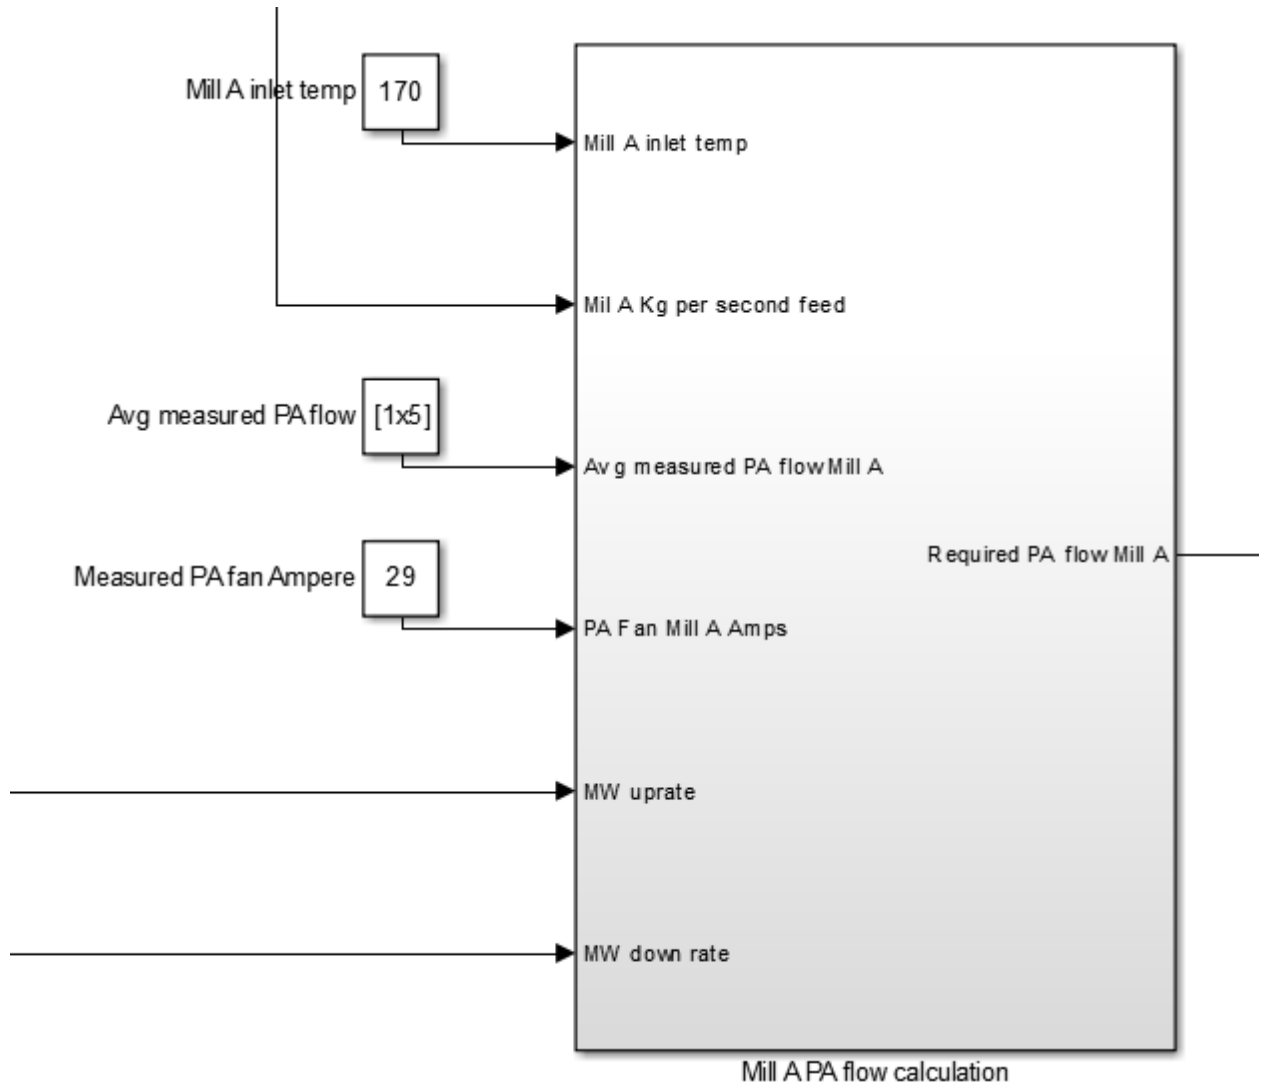 Mill A inlet temp
170
Mill A inlet temp
Mil A Kg per second feed
Avg measured PA flow
[1x5]
Avg measured PA flow Mill A
Required PA flow Mill A
Measured PA fan Ampere
29
PA Fan Mill A Amps
MW uprate
MW down rate
Mill A PA flow calculation